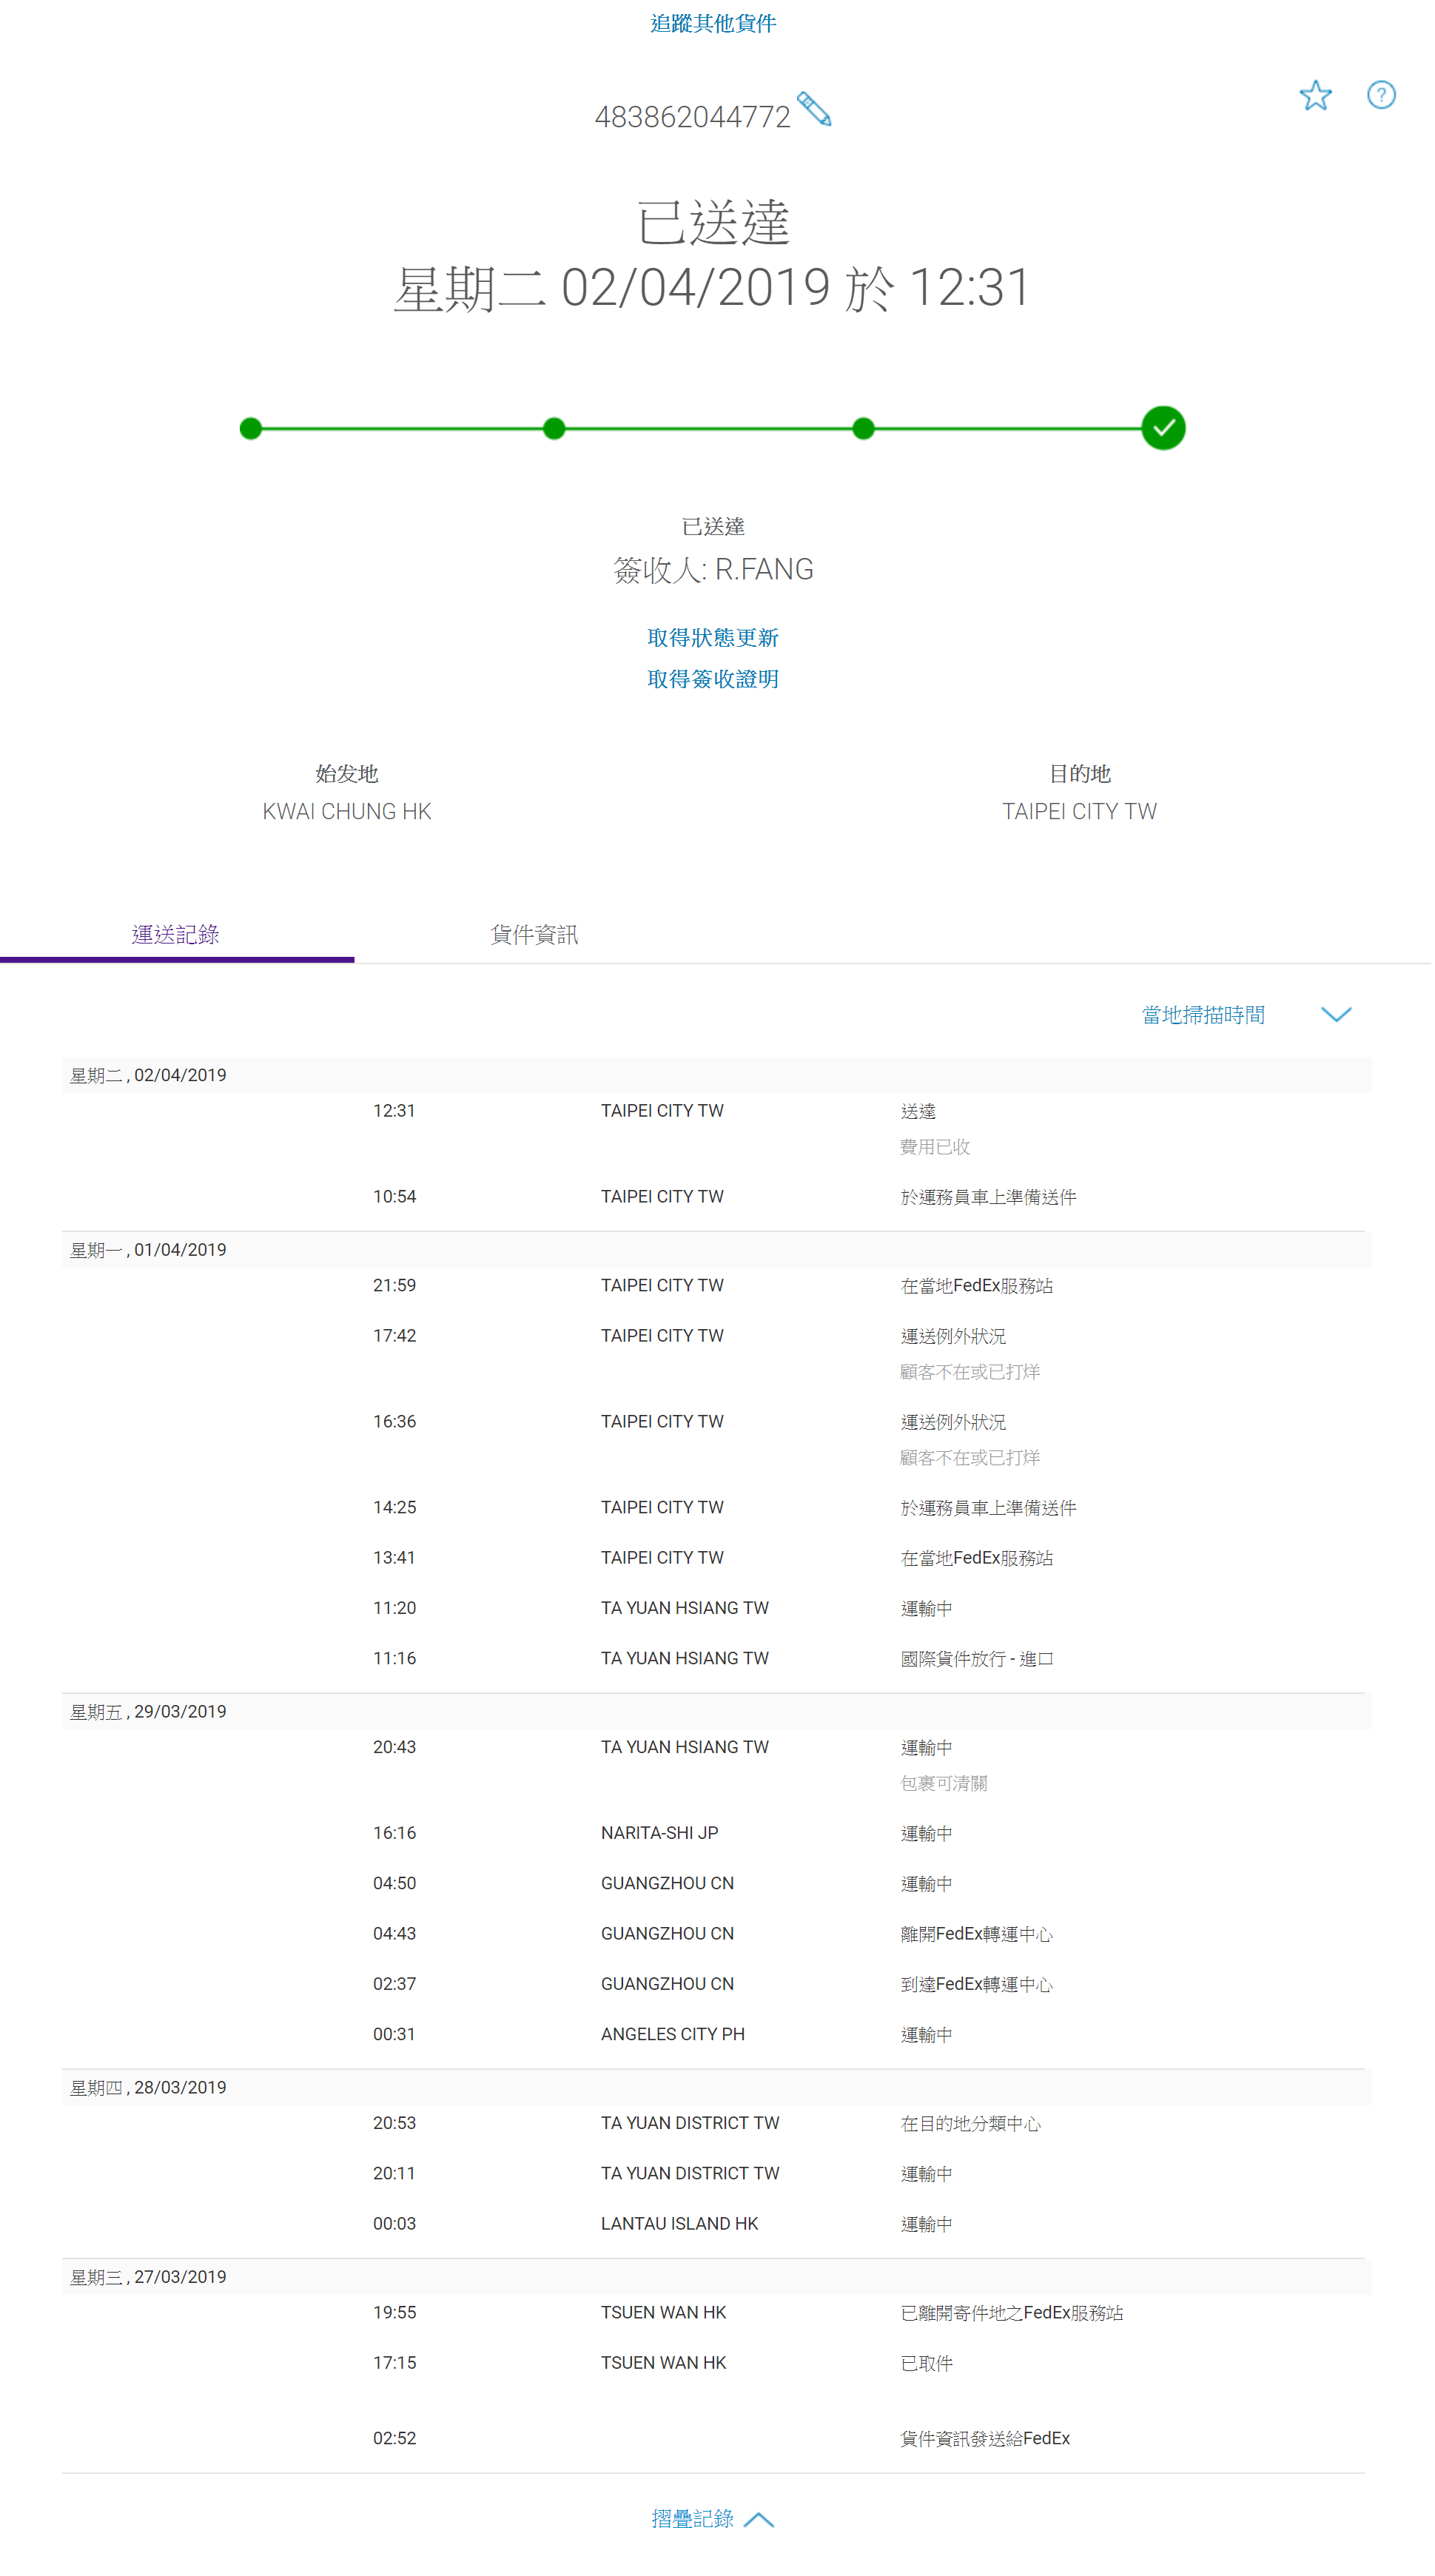 追蹤其他貨件
483862044772
已送達
星期二 02/04/2019 於 12:31
已送達
簽收人: R.FANG
取得狀態更新
取得簽收證明
始发地 目的地
KWAI CHUNG HK TAIPEI CITY TW
運送記錄 貨件資訊
當地掃描時間
星期二 , 02/04/2019
12:31 TAIPEI CITY TW 送達
費用已收
10:54 TAIPEI CITY TW 於運務員車上準備送件
星期一 , 01/04/2019
21:59 TAIPEI CITY TW 在當地FedEx服務站
17:42 TAIPEI CITY TW 運送例外狀況
顧客不在或已打烊
16:36 TAIPEI CITY TW 運送例外狀況
顧客不在或已打烊
14:25 TAIPEI CITY TW 於運務員車上準備送件
13:41 TAIPEI CITY TW 在當地FedEx服務站
11:20 TA YUAN HSIANG TW 運輸中
11:16 TA YUAN HSIANG TW 國際貨件放行 - 進口
星期五 , 29/03/2019
20:43 TA YUAN HSIANG TW 運輸中
包裹可清關
16:16 NARITA-SHI JP 運輸中
04:50 GUANGZHOU CN 運輸中
04:43 GUANGZHOU CN 離開FedEx轉運中心
02:37 GUANGZHOU CN 到達FedEx轉運中心
00:31 ANGELES CITY PH 運輸中
星期四 , 28/03/2019
20:53 TA YUAN DISTRICT TW 在目的地分類中心
20:11 TA YUAN DISTRICT TW 運輸中
00:03 LANTAU ISLAND HK 運輸中
星期三 , 27/03/2019
19:55 TSUEN WAN HK 已離開寄件地之FedEx服務站
17:15 TSUEN WAN HK 已取件
02:52 貨件資訊發送給FedEx
摺疊記錄